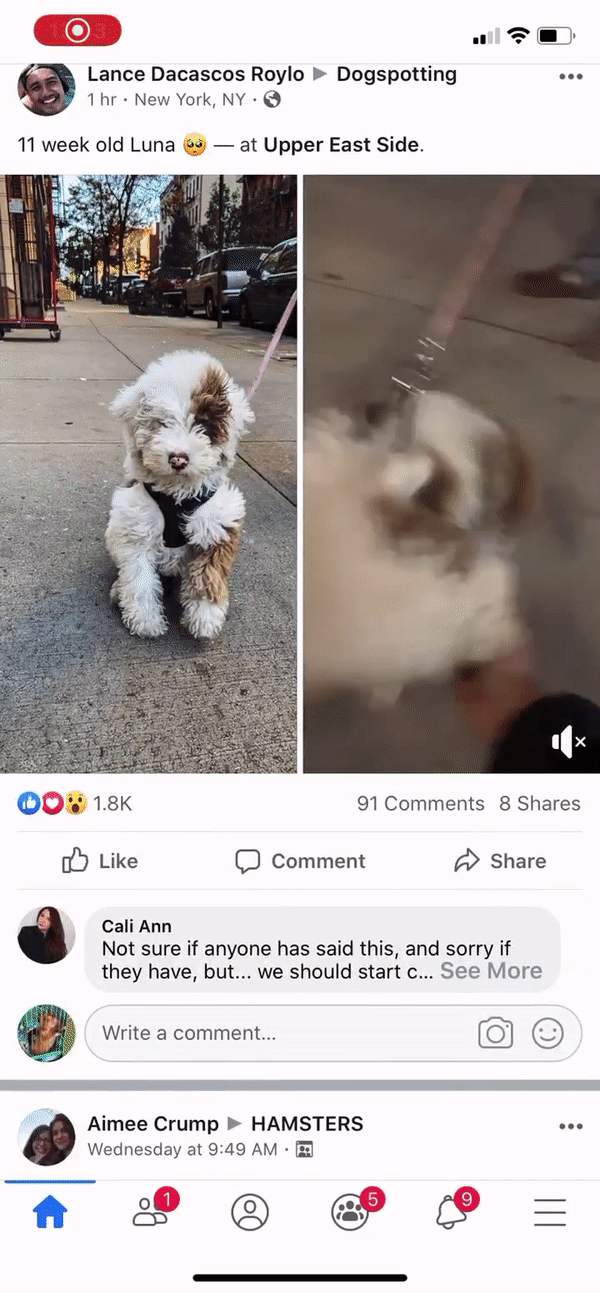 Lance Dacascos Roylo ▶ Dogspotting
1 hr · New York, NY ·
11 week old Luna 🥺 — at Upper East Side.
1.8K
91 Comments 8 Shares
Like Comment Share
Cali Ann
Not sure if anyone has said this, and sorry if
they have, but... we should start c... See More
Write a comment...
Aimee Crump ▶ HAMSTERS
Wednesday at 9:49 AM ·
1 5 9